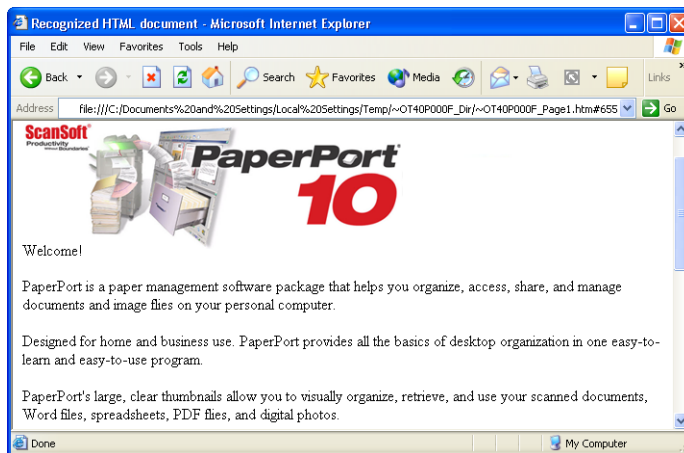 Recognized HTML document - Microsoft Internet Explorer
File Edit View Favorites Tools Help
Back Search Favorites Media Links »
Address file:///C:/Documents%20and%20Settings/Local%20Settings/Temp/~OT40P000F_Dir/~OT40P000F_Page1.htm#655 Go
ScanSoft®
Productivity
Without Boundaries™
PaperPort®
10
Welcome!
PaperPort is a paper management software package that helps you organize, access, share, and manage
documents and image flies on your personal computer.
Designed for home and business use. PaperPort provides all the basics of desktop organization in one easy-to-
learn and easy-to-use program.
PaperPort's large, clear thumbnails allow you to visually organize, retrieve, and use your scanned documents,
Word files, spreadsheets, PDF flies, and digital photos.
Done My Computer